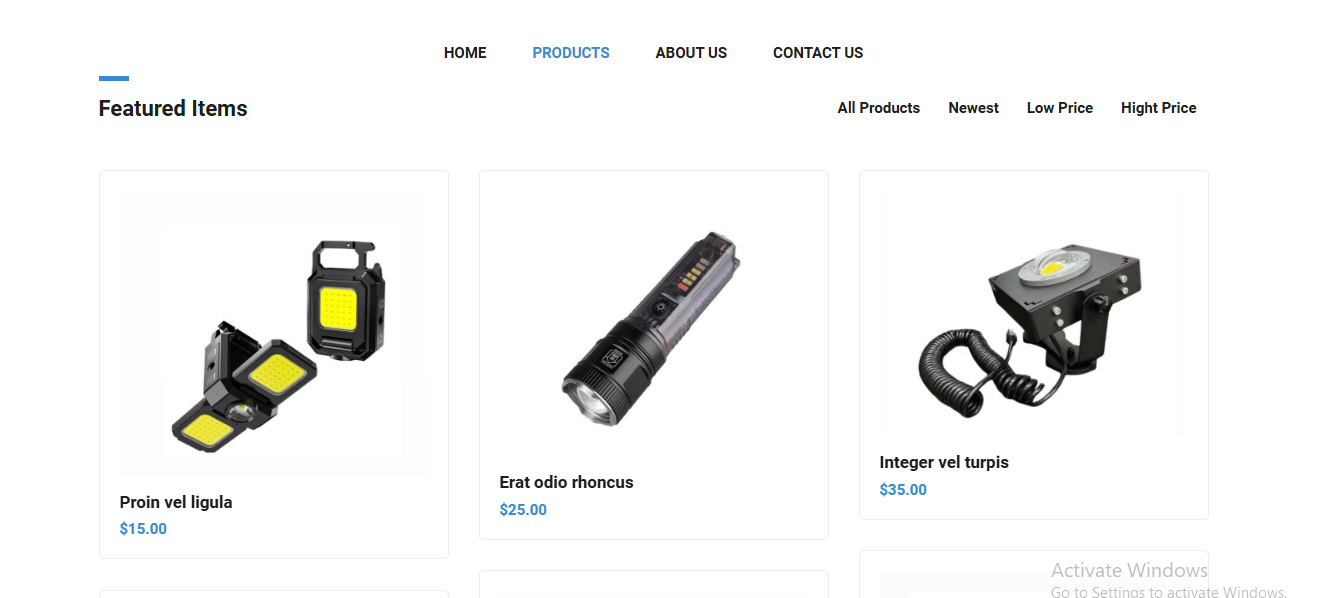 HOME PRODUCTS ABOUT US CONTACT US
Featured Items
All Products Newest Low Price Hight Price
Proin vel ligula
$15.00
Erat odio rhoncus
$25.00
Integer vel turpis
$35.00
Activate Windows
Go to Settings to activate Windows.